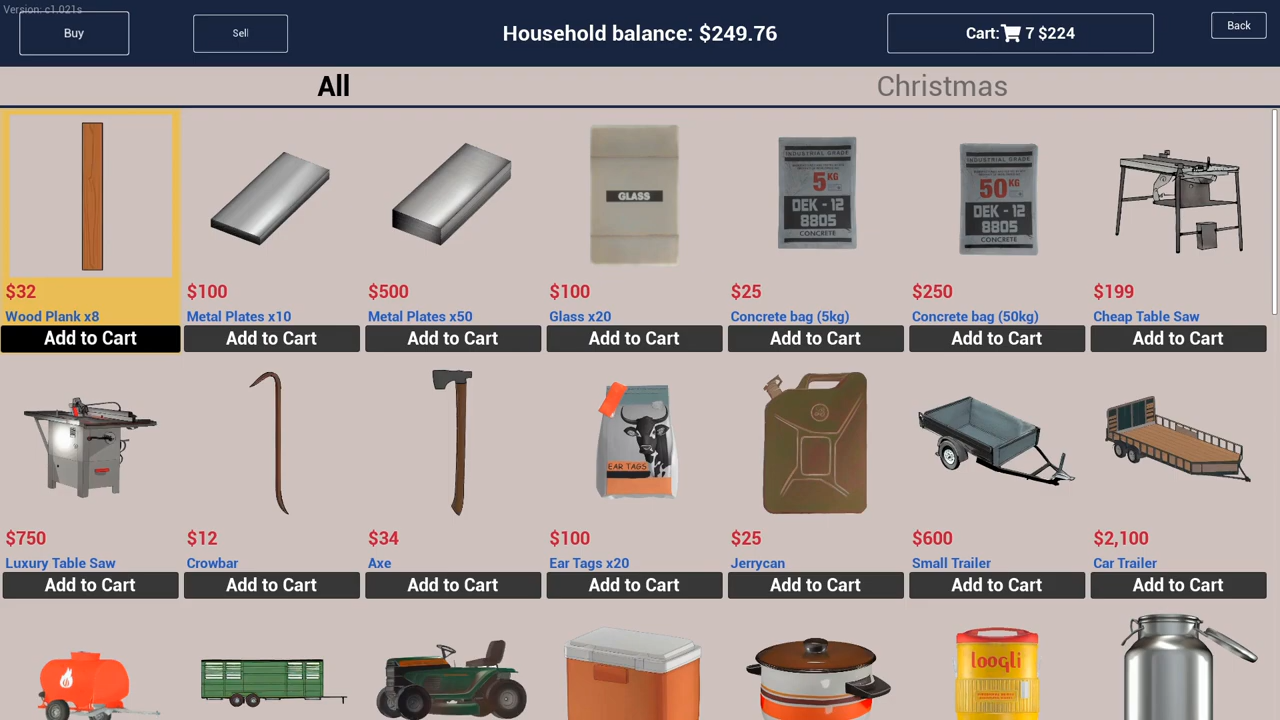 Version: c1.021s
Buy
Sell
Household balance: $249.76
Cart: 7 $224
Back
All
Christmas
GLASS
INDUSTRIAL GRADE
5 KG
DEK - 12
8805
CONCRETE
INDUSTRIAL GRADE
50 KG
DEK - 12
8805
CONCRETE
$32
$100
$500
$100
$25
$250
$199
Wood Plank x8
Metal Plates x10
Metal Plates x50
Glass x20
Concrete bag (5kg)
Concrete bag (50kg)
Cheap Table Saw
Add to Cart
Add to Cart
Add to Cart
Add to Cart
Add to Cart
Add to Cart
Add to Cart
EAR TAGS
$750
$12
$34
$100
$25
$600
$2,100
Luxury Table Saw
Crowbar
Axe
Ear Tags x20
Jerrycan
Small Trailer
Car Trailer
Add to Cart
Add to Cart
Add to Cart
Add to Cart
Add to Cart
Add to Cart
Add to Cart
loogli